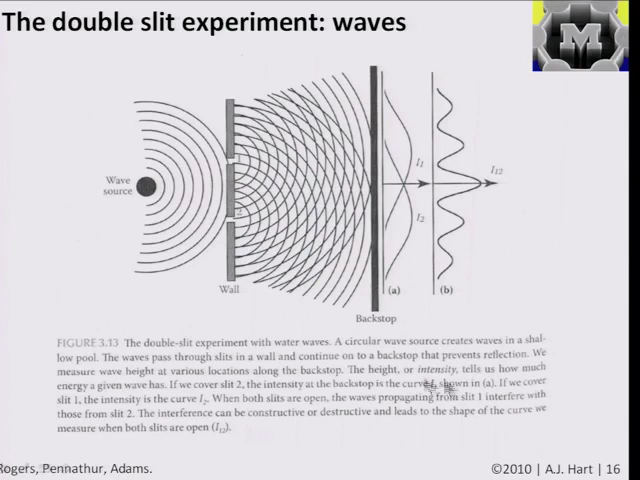 The double slit experiment: waves
M
Wave
source
1
2
Wall
Backstop
I1
I2
I12
(a)
(b)
FIGURE 3.13 The double-slit experiment with water waves. A circular wave source creates waves in a shal-
low pool. The waves pass through slits in a wall and continue on to a backstop that prevents reflection. We
measure wave height at various locations along the backstop. The height, or intensity, tells us how much
energy a given wave has. If we cover slit 2, the intensity at the backstop is the curve shown in (a). If we cover
slit 1, the intensity is the curve I2. When both slits are open, the waves propagating from slit 1 interfere with
those from slit 2. The interference can be constructive or destructive and leads to the shape of the curve we
measure when both slits are open (I12).
Rogers, Pennathur, Adams.
©2010 | A.J. Hart | 16